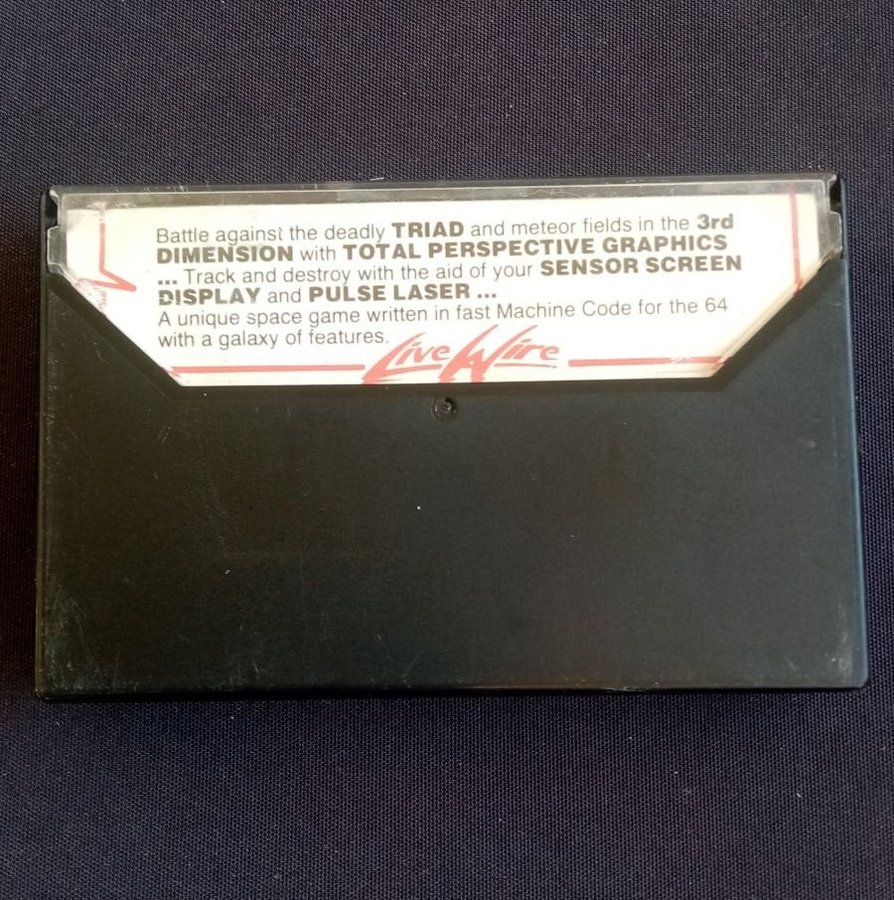 Battle against the deadly TRIAD and meteor fields in the 3rd
DIMENSION with TOTAL PERSPECTIVE GRAPHICS
... Track and destroy with the aid of your SENSOR SCREEN
DISPLAY and PULSE LASER ...
A unique space game written in fast Machine Code for the 64
with a galaxy of features.
Live Wire